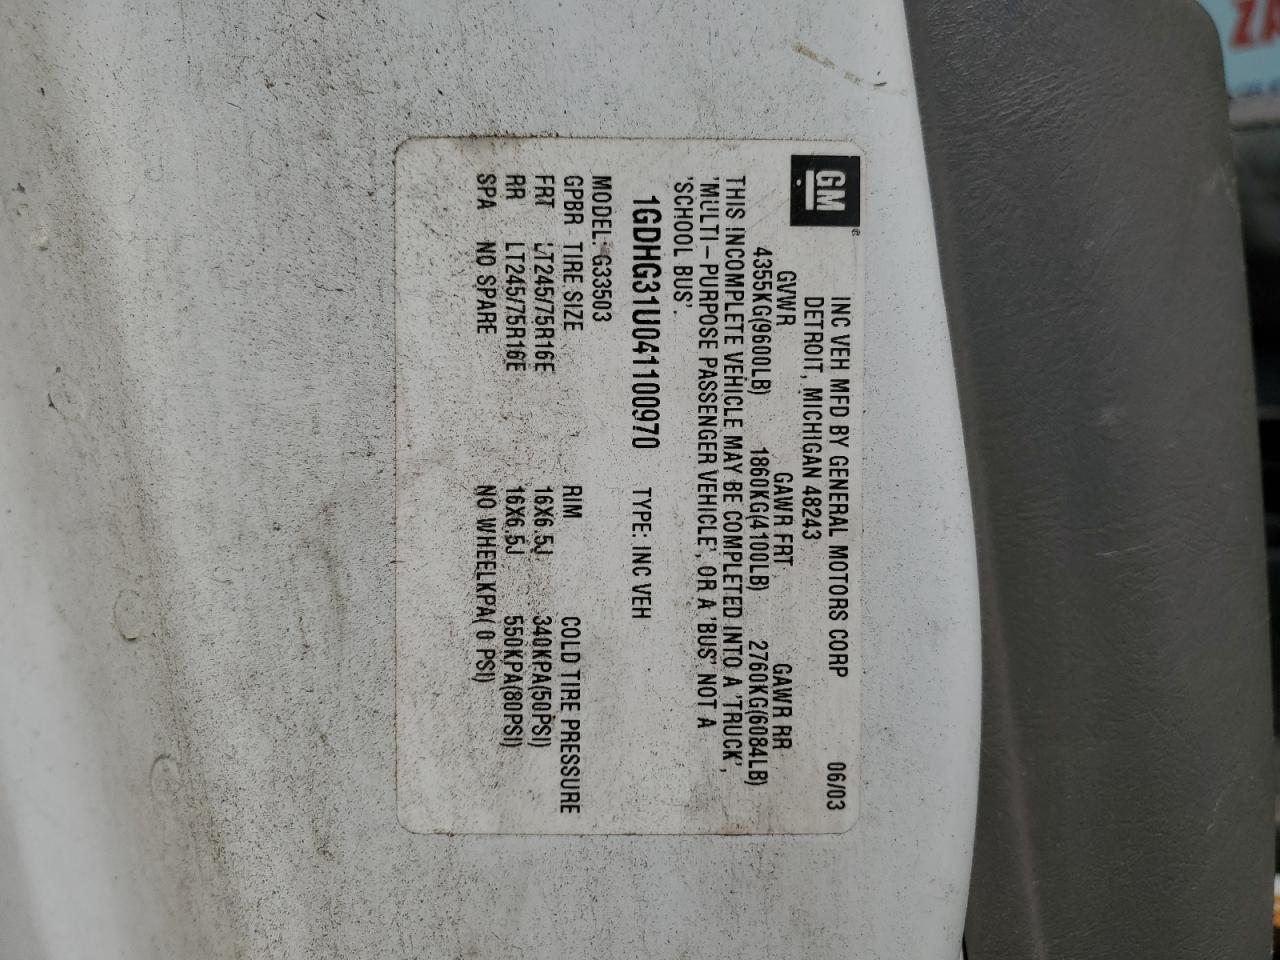 GM
INC VEH MFD BY GENERAL MOTORS CORP 06/03
DETROIT, MICHIGAN 48243
GVWR GAWR FRT GAWR RR
4355KG(9600LB) 1860KG(4100LB) 2760KG(6084LB)
THIS INCOMPLETE VEHICLE MAY BE COMPLETED INTO A 'TRUCK',
'MULTI-PURPOSE PASSENGER VEHICLE', OR A 'BUS' NOT A
'SCHOOL BUS'.
1GDHG31U041100970 TYPE: INC VEH
MODEL: G33503
GPBR TIRE SIZE RIM COLD TIRE PRESSURE
FRT LT245/75R16E 16X6.5J 340KPA(50PSI)
RR LT245/75R16E 16X6.5J 550KPA(80PSI)
SPA NO SPARE NO WHEELKPA( 0 PSI)